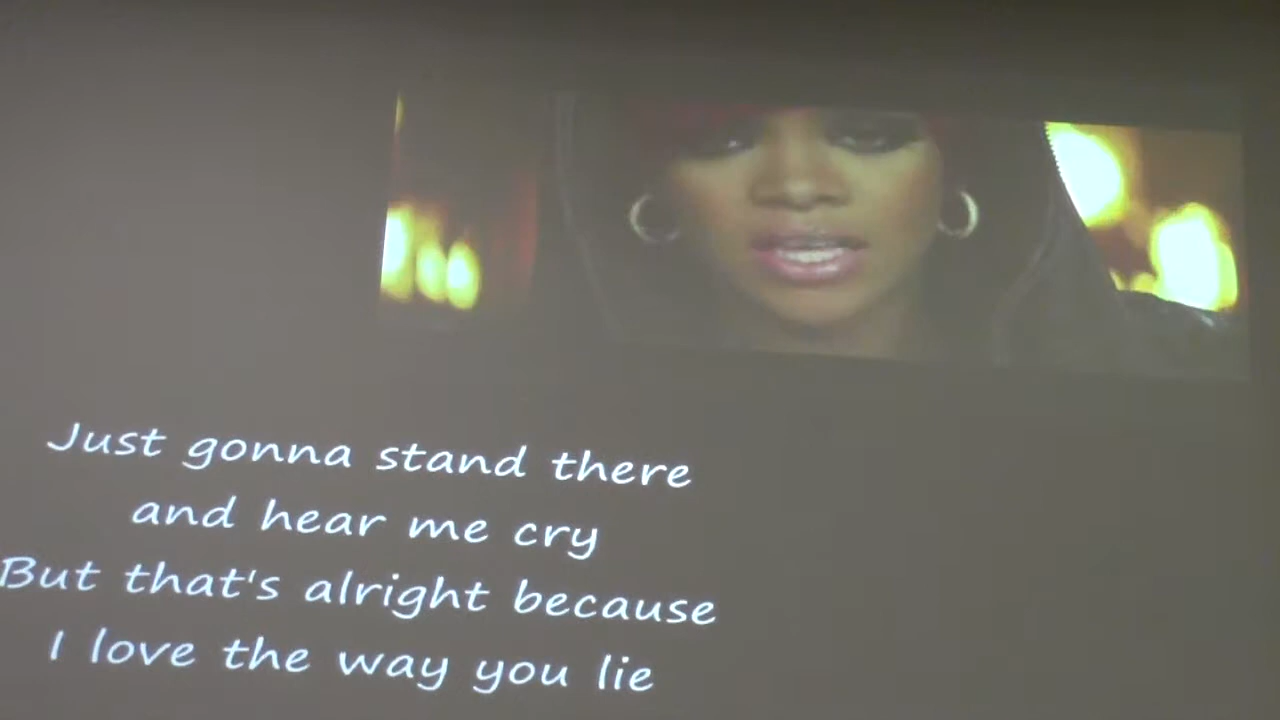 Just gonna stand there
and hear me cry
But that's alright because
I love the way you lie